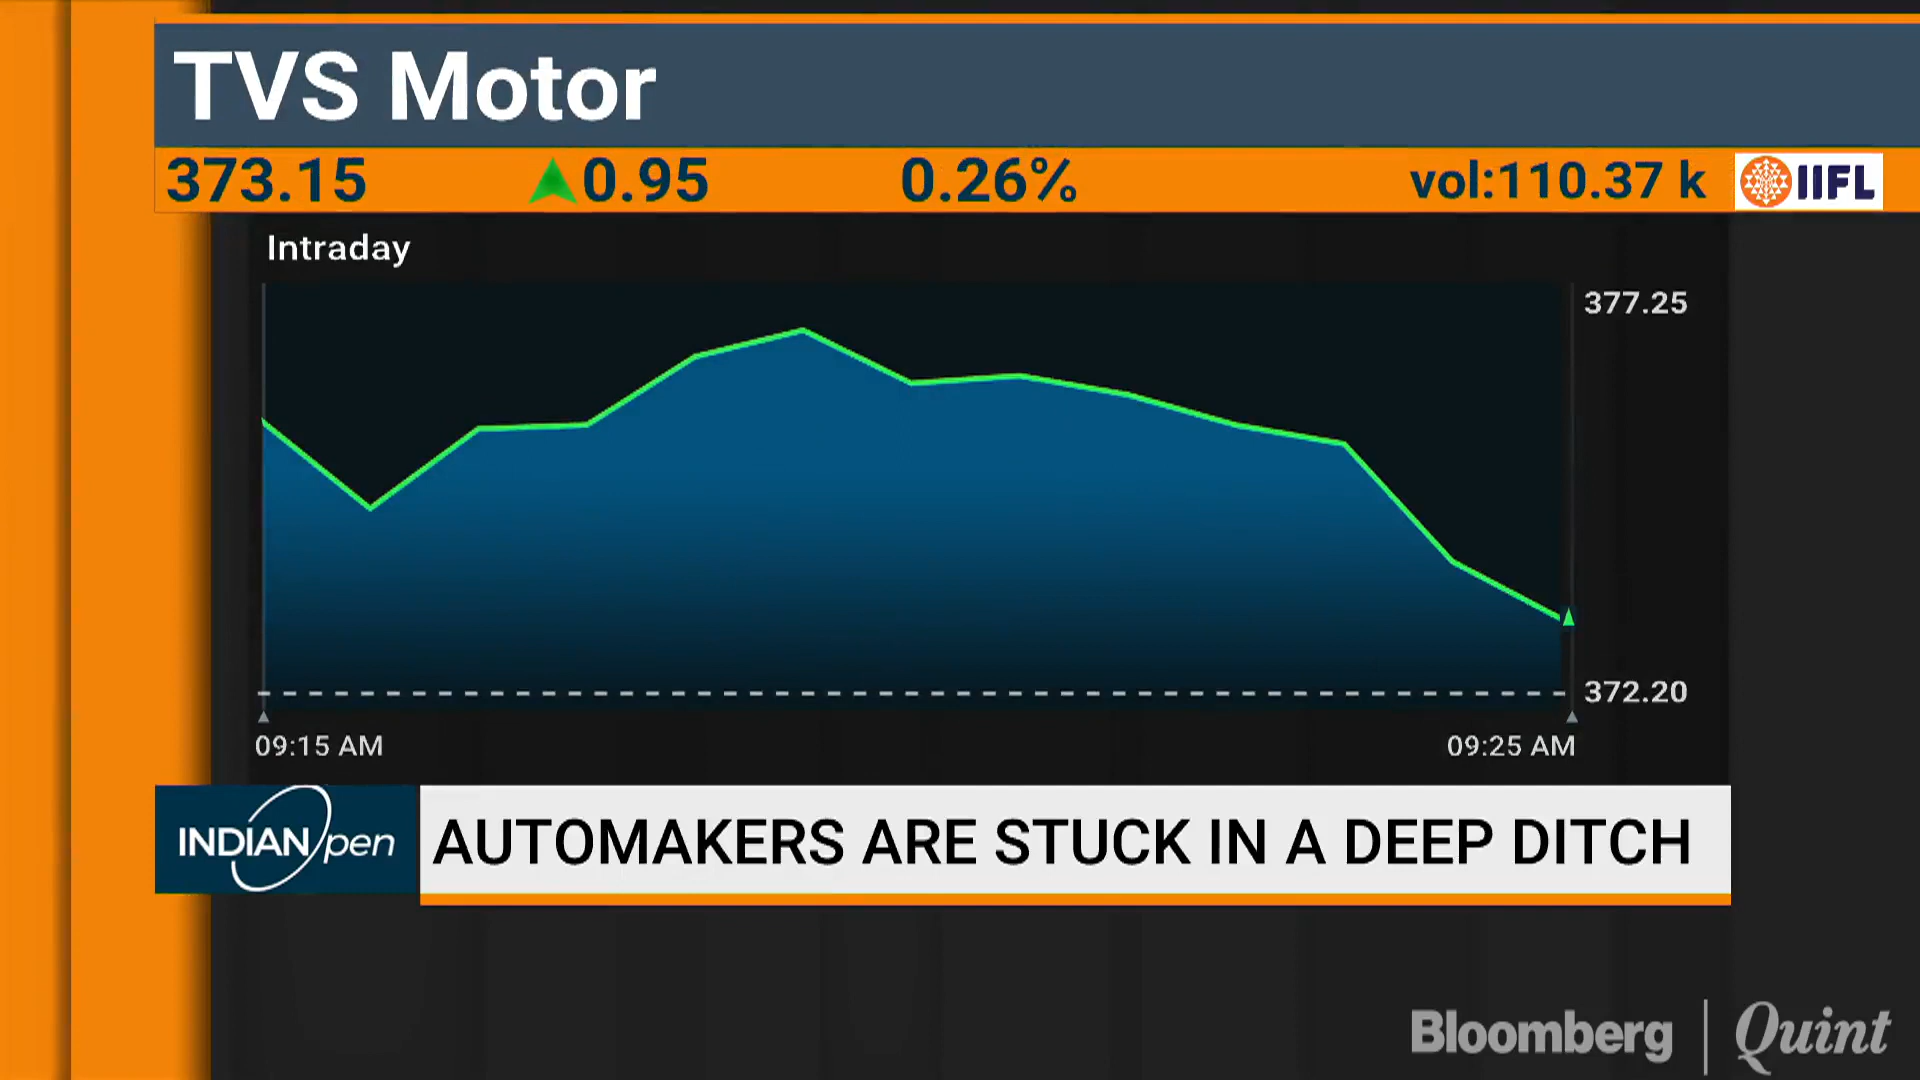 TVS Motor
373.15 ▲0.95 0.26% vol:110.37 k IIFL
Intraday
377.25
372.20
09:15 AM 09:25 AM
INDIAN Open
AUTOMAKERS ARE STUCK IN A DEEP DITCH
Bloomberg | Quint